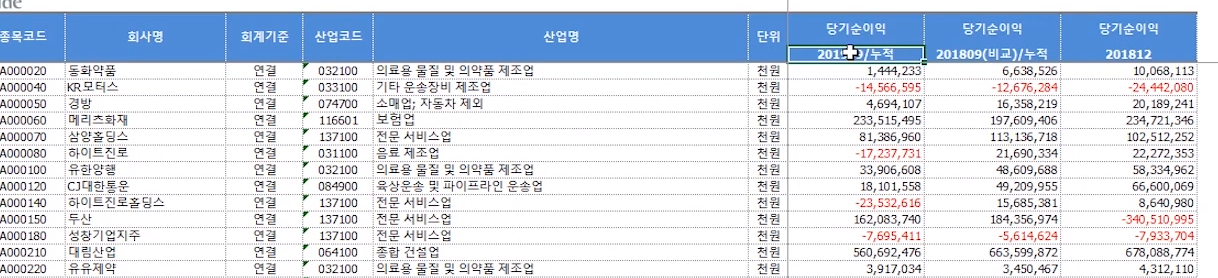 종목코드 회사명 회계기준 산업코드 산업명 단위 당기순이익 당기순이익 당기순이익
/누적 201809(비교)/누적 201812
A000020 동화약품 연결 032100 의료용 물질 및 의약품 제조업 천원 1,444,233 6,638,526 10,068,113
A000040 KR모터스 연결 033100 기타 운송장비 제조업 천원 -14,566,595 -12,676,284 -24,442,080
A000050 경방 연결 074700 소매업; 자동차 제외 천원 4,694,107 16,358,219 20,189,241
A000060 메리츠화재 연결 116601 보험업 천원 233,515,495 197,609,406 234,721,346
A000070 삼양홀딩스 연결 137100 전문 서비스업 천원 81,386,960 113,136,718 102,512,252
A000080 하이트진로 연결 031100 음료 제조업 천원 -17,237,731 21,690,334 22,272,353
A000100 유한양행 연결 032100 의료용 물질 및 의약품 제조업 천원 33,906,608 48,609,688 58,334,962
A000120 CJ대한통운 연결 084900 육상운송 및 파이프라인 운송업 천원 18,101,558 49,209,955 66,600,069
A000140 하이트진로홀딩스 연결 137100 전문 서비스업 천원 -23,532,616 15,685,381 8,640,980
A000150 두산 연결 137100 전문 서비스업 천원 162,083,740 184,356,974 -340,510,995
A000180 성창기업지주 연결 137100 전문 서비스업 천원 -7,695,411 -5,614,624 -7,933,704
A000210 대림산업 연결 064100 종합 건설업 천원 560,692,476 663,599,872 678,088,774
A000220 유유제약 연결 032100 의료용 물질 및 의약품 제조업 천원 3,917,034 3,450,467 4,312,110